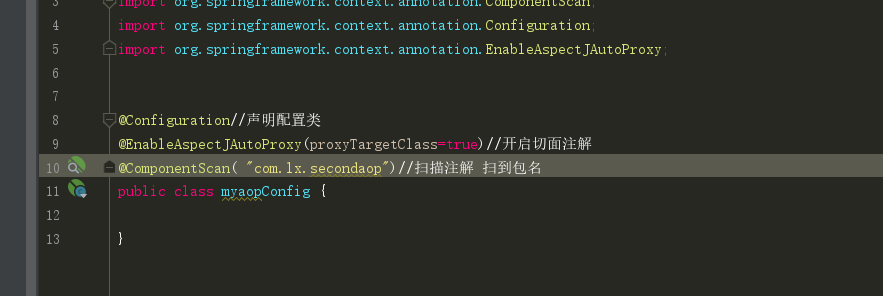 3 import org.springframework.context.annotation.ComponentScan;
4 import org.springframework.context.annotation.Configuration;
5 import org.springframework.context.annotation.EnableAspectJAutoProxy;
6
7
8 @Configuration//声明配置类
9 @EnableAspectJAutoProxy(proxyTargetClass=true)//开启切面注解
10 @ComponentScan( "com.lx.secondaop")//扫描注解 扫到包名
11 public class myaopConfig {
12
13 }